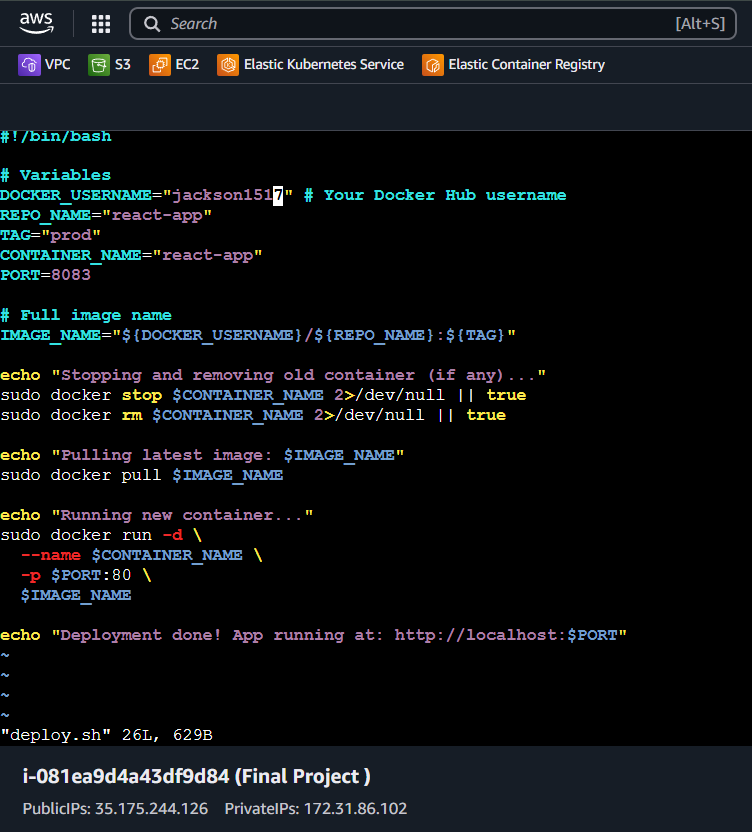 aws
Search [Alt+S]
VPC S3 EC2 Elastic Kubernetes Service Elastic Container Registry
#!/bin/bash
# Variables
DOCKER_USERNAME="jackson1517" # Your Docker Hub username
REPO_NAME="react-app"
TAG="prod"
CONTAINER_NAME="react-app"
PORT=8083
# Full image name
IMAGE_NAME="${DOCKER_USERNAME}/${REPO_NAME}:${TAG}"
echo "Stopping and removing old container (if any)..."
sudo docker stop $CONTAINER_NAME 2>/dev/null || true
sudo docker rm $CONTAINER_NAME 2>/dev/null || true
echo "Pulling latest image: $IMAGE_NAME"
sudo docker pull $IMAGE_NAME
echo "Running new container..."
sudo docker run -d \
  --name $CONTAINER_NAME \
  -p $PORT:80 \
  $IMAGE_NAME
echo "Deployment done! App running at: http://localhost:$PORT"
~
~
~
~
"deploy.sh" 26L, 629B
i-081ea9d4a43df9d84 (Final Project )
PublicIPs: 35.175.244.126 PrivateIPs: 172.31.86.102